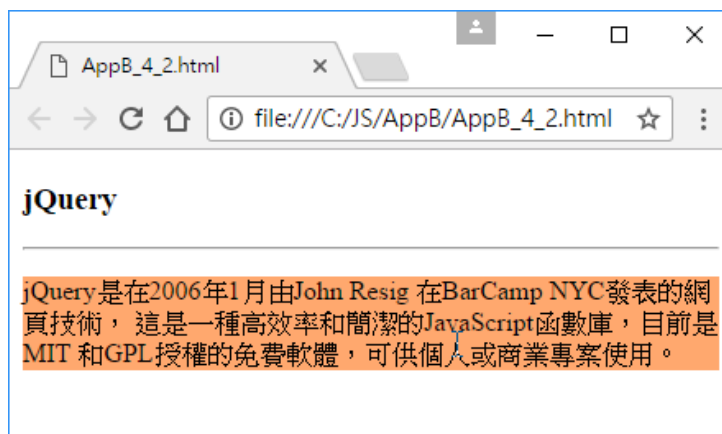 AppB_4_2.html
file:///C:/JS/AppB/AppB_4_2.html
jQuery
jQuery是在2006年1月由John Resig 在BarCamp NYC發表的網
頁技術， 這是一種高效率和簡潔的JavaScript函數庫，目前是
MIT 和GPL授權的免費軟體，可供個人或商業專案使用。